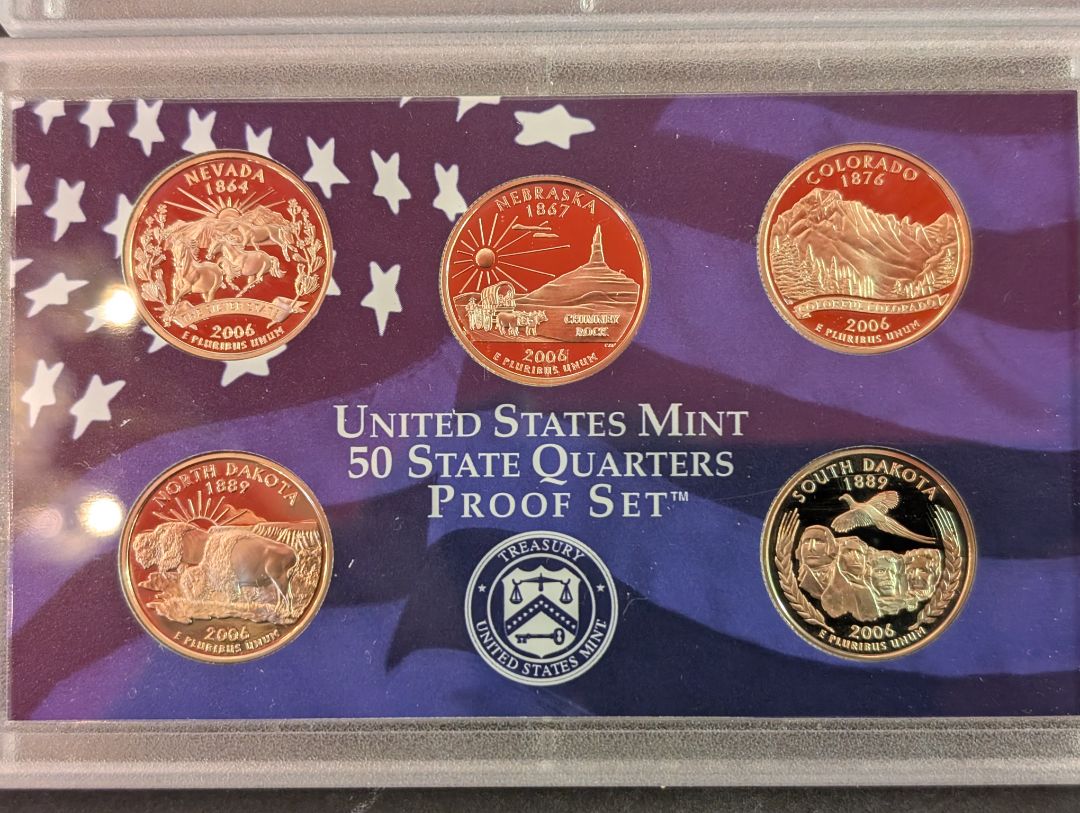 NEVADA
1864
THE SILVER STATE
2006
E PLURIBUS UNUM
NEBRASKA
1867
CHIMNEY
ROCK
2006
E PLURIBUS UNUM
COLORADO
1876
COLORFUL COLORADO
2006
E PLURIBUS UNUM
UNITED STATES MINT
50 STATE QUARTERS
PROOF SET™
NORTH DAKOTA
1889
2006
E PLURIBUS UNUM
TREASURY
UNITED STATES MINT
SOUTH DAKOTA
1889
2006
E PLURIBUS UNUM